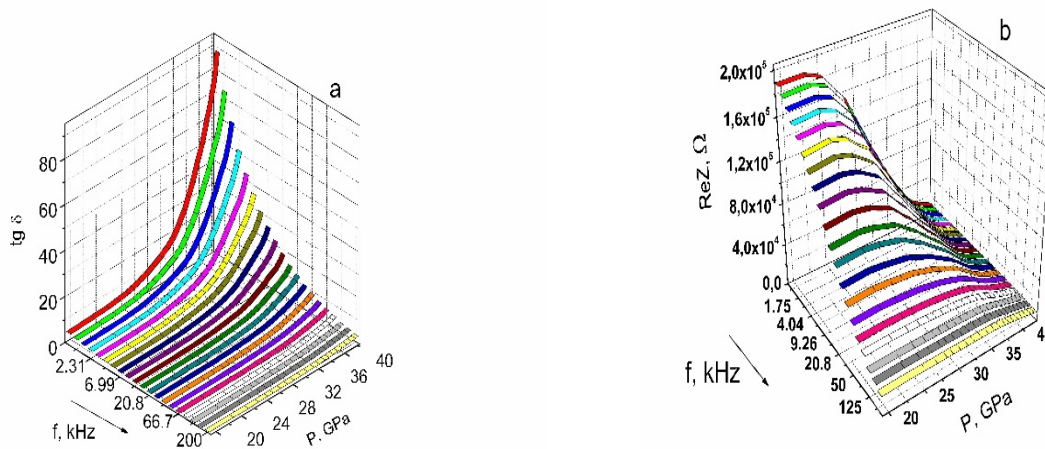 a
80
60
40
20
0
tg δ
2.31
6.99
20.8
66.7
200
f, kHz
20
24
28
32
36
40
P, GPa
b
2,0x10⁵
1,6x10⁵
1,2x10⁵
8,0x10⁴
4,0x10⁴
0,0
ReZ, Ω
1.75
4.04
9.26
20.8
50
125
f, kHz
20
25
30
35
4
P, GPa